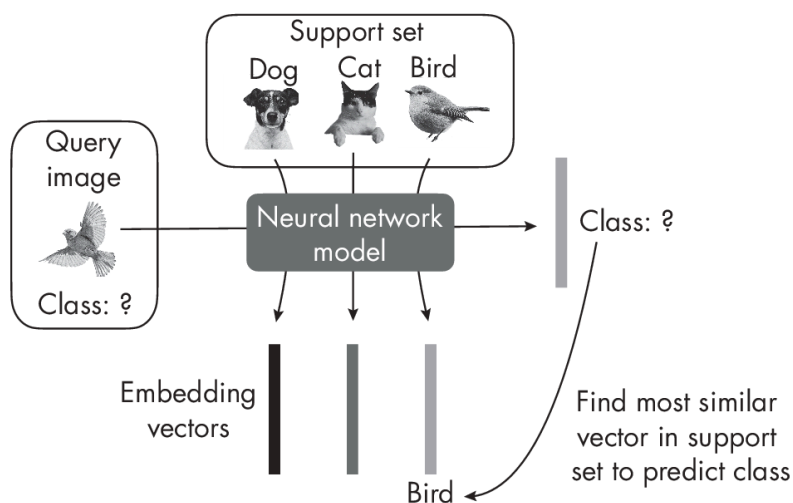 Support set
Dog Cat Bird
Query
image
Class: ?
Neural network
model
Class: ?
Embedding
vectors
Find most similar
vector in support
set to predict class
Bird